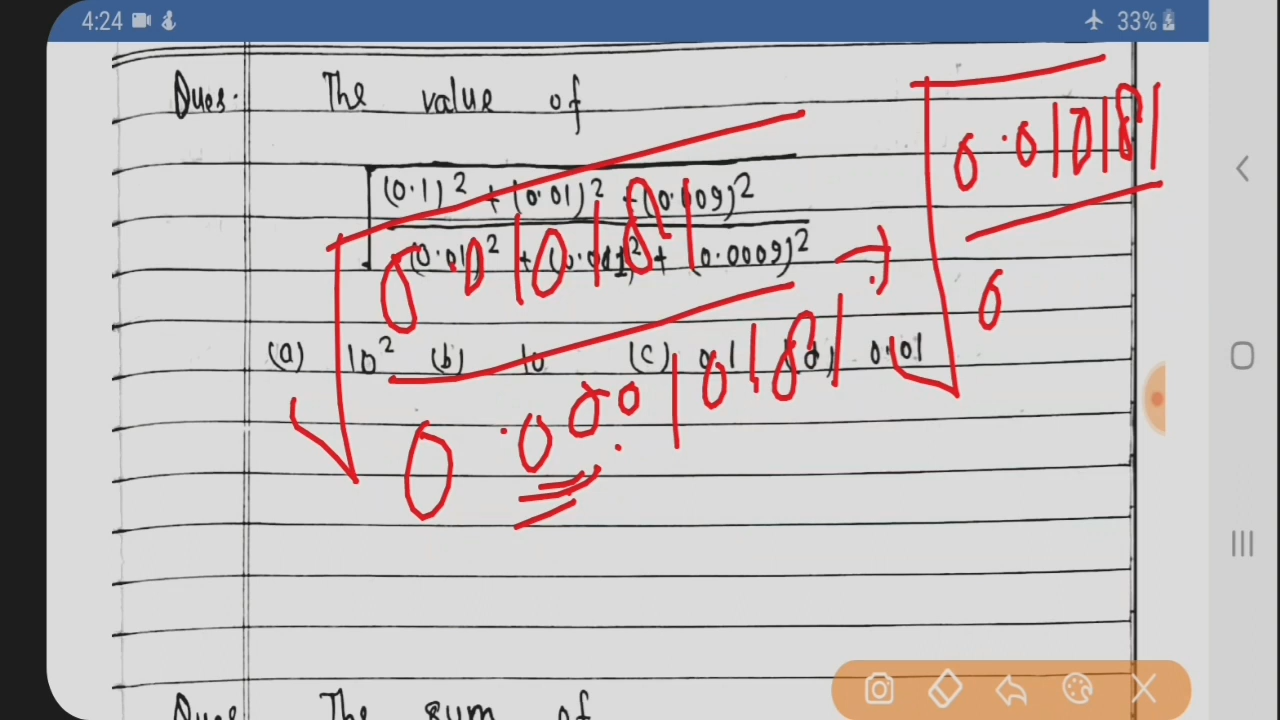 4:24 33%
Ques. The value of
√(0.1)² + (0.01)² + (0.009)²
(0.01)² + (0.001)² + (0.0009)²
(a) 10² (b) 10 (c) 0.1 (d) 0.01
0.010181
0.010181
0
0.00010181
Ques The sum of